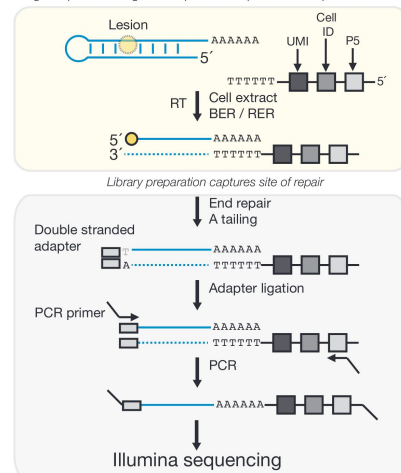 Lesion
AAAAAA
5´
Cell
ID
UMI
P5
TTTTTT
5´
RT
Cell extract
BER / RER
5´
AAAAAA
3´
TTTTTT
Library preparation captures site of repair
End repair
A tailing
Double stranded
adapter
T
AAAAAA
A
TTTTTT
Adapter ligation
PCR primer
AAAAAA
TTTTTT
PCR
AAAAAA
Illumina sequencing